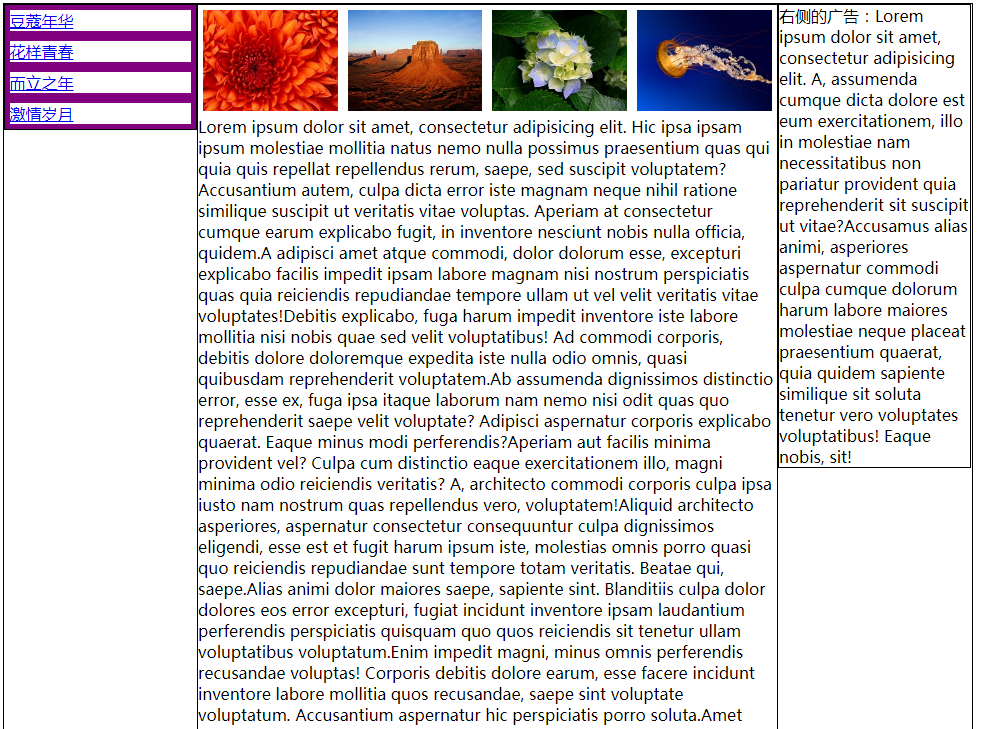 豆蔻年华
花样青春
而立之年
激情岁月
Lorem ipsum dolor sit amet, consectetur adipisicing elit. Hic ipsa ipsam
ipsum molestiae mollitia natus nemo nulla possimus praesentium quas qui
quia quis repellat repellendus rerum, saepe, sed suscipit voluptatem?
Accusantium autem, culpa dicta error iste magnam neque nihil ratione
similique suscipit ut veritatis vitae voluptas. Aperiam at consectetur
cumque earum explicabo fugit, in inventore nesciunt nobis nulla officia,
quidem.A adipisci amet atque commodi, dolor dolorum esse, excepturi
explicabo facilis impedit ipsam labore magnam nisi nostrum perspiciatis
quas quia reiciendis repudiandae tempore ullam ut vel velit veritatis vitae
voluptates!Debitis explicabo, fuga harum impedit inventore iste labore
mollitia nisi nobis quae sed velit voluptatibus! Ad commodi corporis,
debitis dolore doloremque expedita iste nulla odio omnis, quasi
quibusdam reprehenderit voluptatem.Ab assumenda dignissimos distinctio
error, esse ex, fuga ipsa itaque laborum nam nemo nisi odit quas quo
reprehenderit saepe velit voluptate? Adipisci aspernatur corporis explicabo
quaerat. Eaque minus modi perferendis?Aperiam aut facilis minima
provident vel? Culpa cum distinctio eaque exercitationem illo, magni
minima odio reiciendis veritatis? A, architecto commodi corporis culpa ipsa
iusto nam nostrum quas repellendus vero, voluptatem!Aliquid architecto
asperiores, aspernatur consectetur consequuntur culpa dignissimos
eligendi, esse est et fugit harum ipsum iste, molestias omnis porro quasi
quo reiciendis repudiandae sunt tempore totam veritatis. Beatae qui,
saepe.Alias animi dolor maiores saepe, sapiente sint. Blanditiis culpa dolor
dolores eos error excepturi, fugiat incidunt inventore ipsam laudantium
perferendis perspiciatis quisquam quo quos reiciendis sit tenetur ullam
voluptatibus voluptatum.Enim impedit magni, minus omnis perferendis
recusandae voluptas! Corporis debitis dolore earum, esse facere incidunt
inventore labore mollitia quos recusandae, saepe sint voluptate
voluptatum. Accusantium aspernatur hic perspiciatis porro soluta.Amet
右侧的广告：Lorem
ipsum dolor sit amet,
consectetur adipisicing
elit. A, assumenda
cumque dicta dolore est
eum exercitationem, illo
in molestiae nam
necessitatibus non
pariatur provident quia
reprehenderit sit suscipit
ut vitae?Accusamus alias
animi, asperiores
aspernatur commodi
culpa cumque dolorum
harum labore maiores
molestiae neque placeat
praesentium quaerat,
quia quidem sapiente
similique sit soluta
tenetur vero voluptates
voluptatibus! Eaque
nobis, sit!